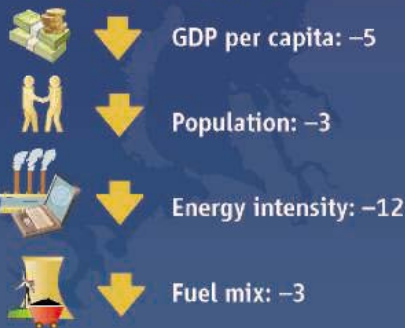 GDP per capita: –5
Population: –3
Energy intensity: –12
Fuel mix: –3